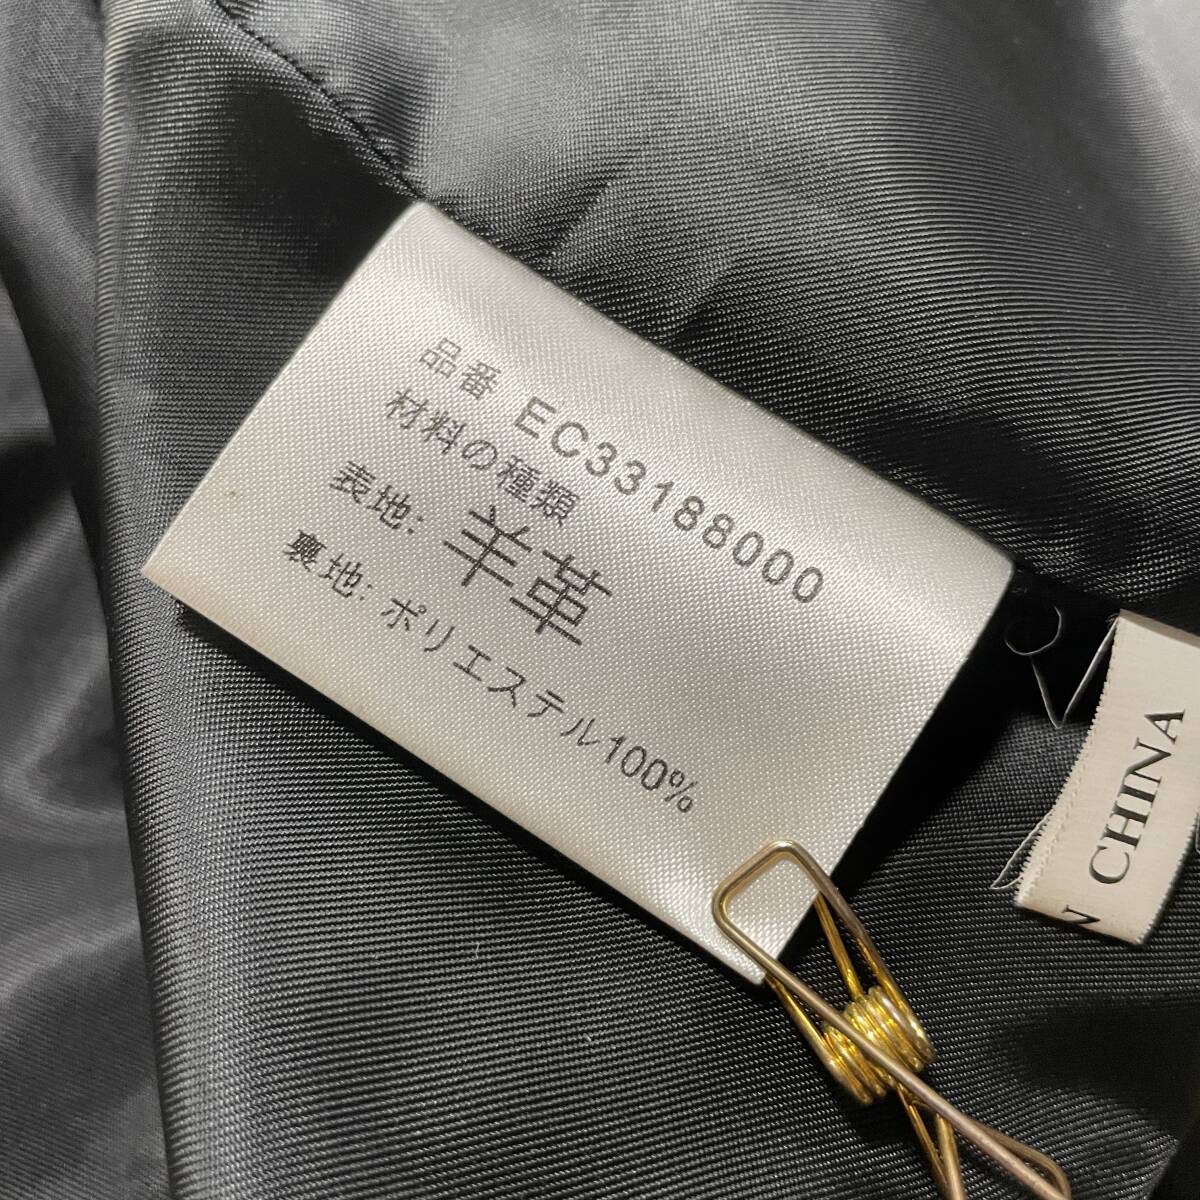 品番 EC33188000
材料の種類
表地: 羊革
裏地: ポリエステル100%
N CHINA